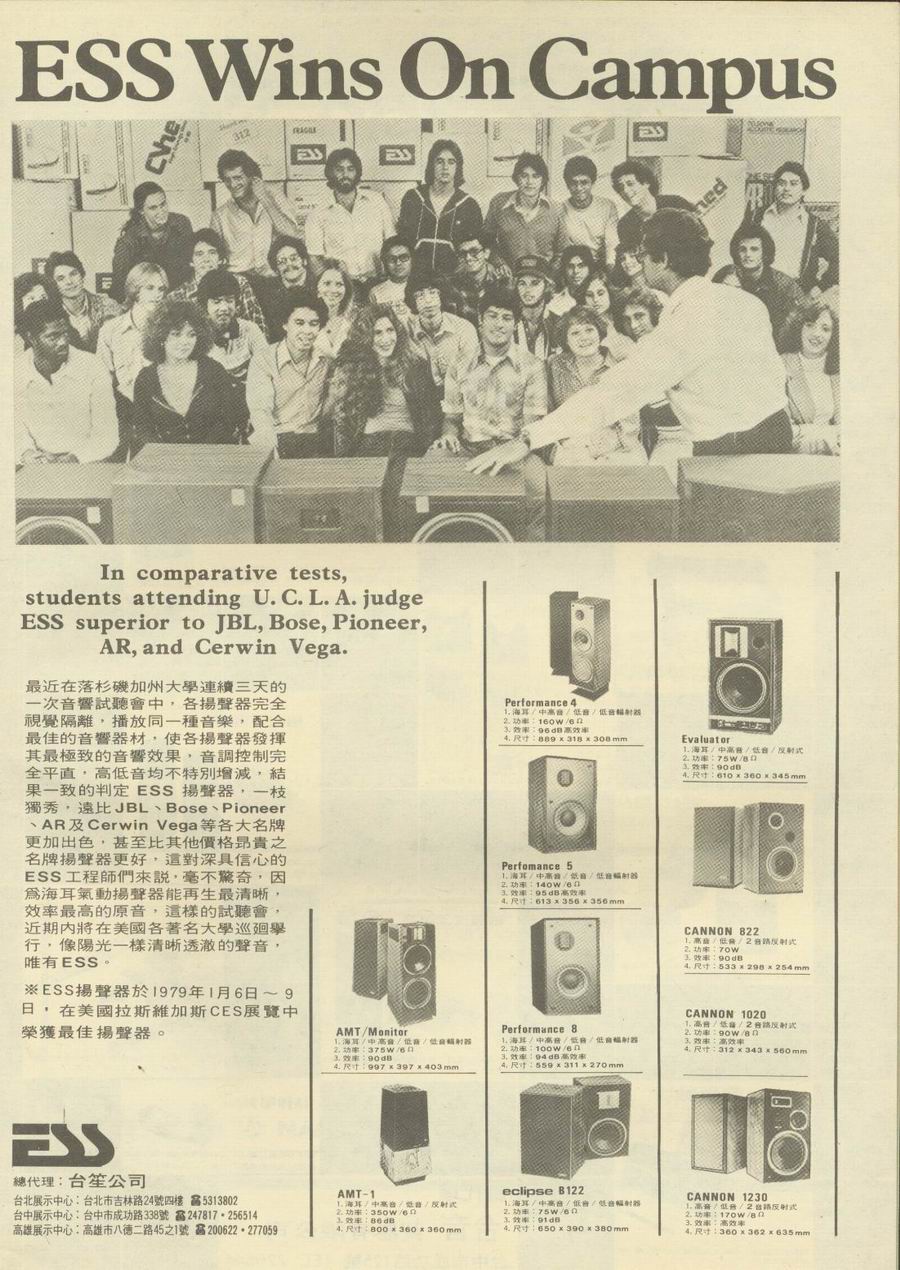 ESS Wins On Campus
FRAGILE
ESS
ESS
ESS
312
In comparative tests,
students attending U.C.L.A. judge
ESS superior to JBL, Bose, Pioneer,
AR, and Cerwin Vega.
最近在落杉磯加州大學連續三天的
一次音響試聽會中，各揚聲器完全
視覺隔離，播放同一種音樂，配合
最佳的音響器材，使各揚聲器發揮
其最極致的音響效果，音調控制完
全平直，高低音均不特別增減，結
果一致的判定 ESS 揚聲器，一枝
獨秀，遠比JBL、Bose、Pioneer
、AR及Cerwin Vega等各大名牌
更加出色，甚至比其他價格昂貴之
名牌揚聲器更好，這對深具信心的
ESS工程師們來説，毫不驚奇，因
爲海耳氣動揚聲器能再生最清晰，
效率最高的原音，這樣的試聽會，
近期內將在美國各著名大學巡迴舉
行，像陽光一樣清晰透澈的聲音，
唯有ESS。
※ESS揚聲器於1979年1月6日～9
日，在美國拉斯維加斯CES展覽中
榮獲最佳揚聲器。
ESS
總代理：台笙公司
台北展示中心：台北市吉林路24號四樓 ☎5313802
台中展示中心：台中市成功路338號 ☎247817・256514
高雄展示中心：高雄市八德二路45之1號 ☎200622・277059
AMT/Monitor
1. 海耳／中高音／低音／低音輻射器
2. 功率：375W/6Ω
3. 效率：90dB
4. 尺寸：997 x 397 x 403mm
AMT-1
1. 海耳／中高音／低音／反射式
2. 功率：350W/6Ω
3. 效率：86dB
4. 尺寸：800 x 360 x 360mm
Performance 4
1. 海耳／中高音／低音／低音輻射器
2. 功率：160W/6Ω
3. 效率：96dB高效率
4. 尺寸：889 x 318 x 308mm
Perfomance 5
1. 海耳／中高音／低音／低音輻射器
2. 功率：140W/6Ω
3. 效率：95dB高效率
4. 尺寸：613 x 356 x 356mm
Performance 8
1. 海耳／中高音／低音／低音輻射器
2. 功率：100W/6Ω
3. 效率：94dB高效率
4. 尺寸：559 x 311 x 270mm
eclipse B122
1. 海耳／中高音／低音／低音輻射器
2. 功率：75W/6Ω
3. 效率：91dB
4. 尺寸：650 x 390 x 380mm
Evaluator
1. 海耳／中高音／低音／反射式
2. 功率：75W/8Ω
3. 效率：90dB
4. 尺寸：610 x 360 x 345mm
CANNON 822
1. 高音／低音／2音路反射式
2. 功率：70W
3. 效率：90dB
4. 尺寸：533 x 298 x 254mm
CANNON 1020
1. 高音／低音／2音路反射式
2. 功率：90W/8Ω
3. 效率：高效率
4. 尺寸：312 x 343 x 560mm
CANNON 1230
1. 高音／低音／2音路反射式
2. 功率：170W/8Ω
3. 效率：高效率
4. 尺寸：360 x 362 x 635mm